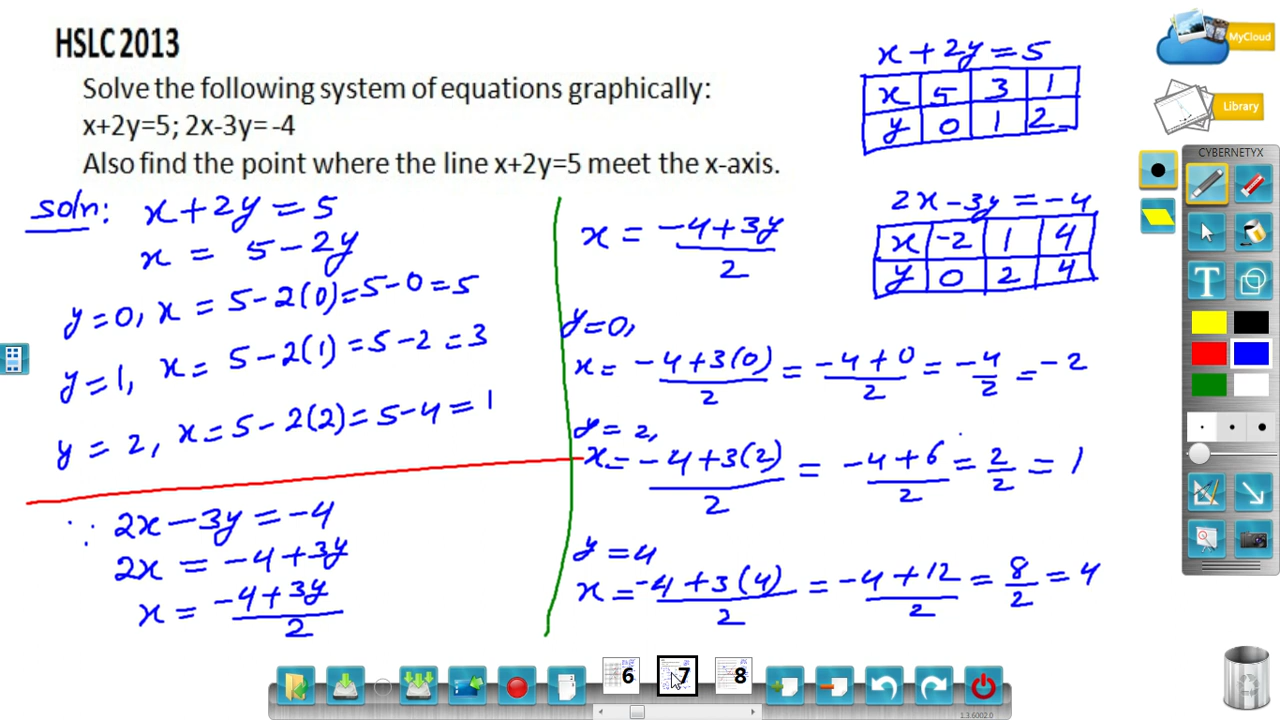 HSLC 2013
Solve the following system of equations graphically:
x+2y=5; 2x-3y= -4
Also find the point where the line x+2y=5 meet the x-axis.
soln: x+2y=5
x = 5-2y
y=0, x = 5-2(0)=5-0=5
y=1, x= 5-2(1)=5-2=3
y = 2, x=5-2(2)=5-4=1
∵ 2x-3y=-4
2x = -4+3y
x = -4+3y/2
x = -4+3y/2
y=0,
x= -4+3(0)/2 = -4+0/2 = -4/2 = -2
y= 2,
x= -4+3(2)/2 = -4+6/2 = 2/2 = 1
y=4
x = -4+3(4)/2 = -4+12/2 = 8/2 = 4
x+2y=5
x 5 3 1
y 0 1 2
2x-3y=-4
x -2 1 4
y 0 2 4
MyCloud
Library
CYBERNETYX
T
6 7 8
1.3.6002.0